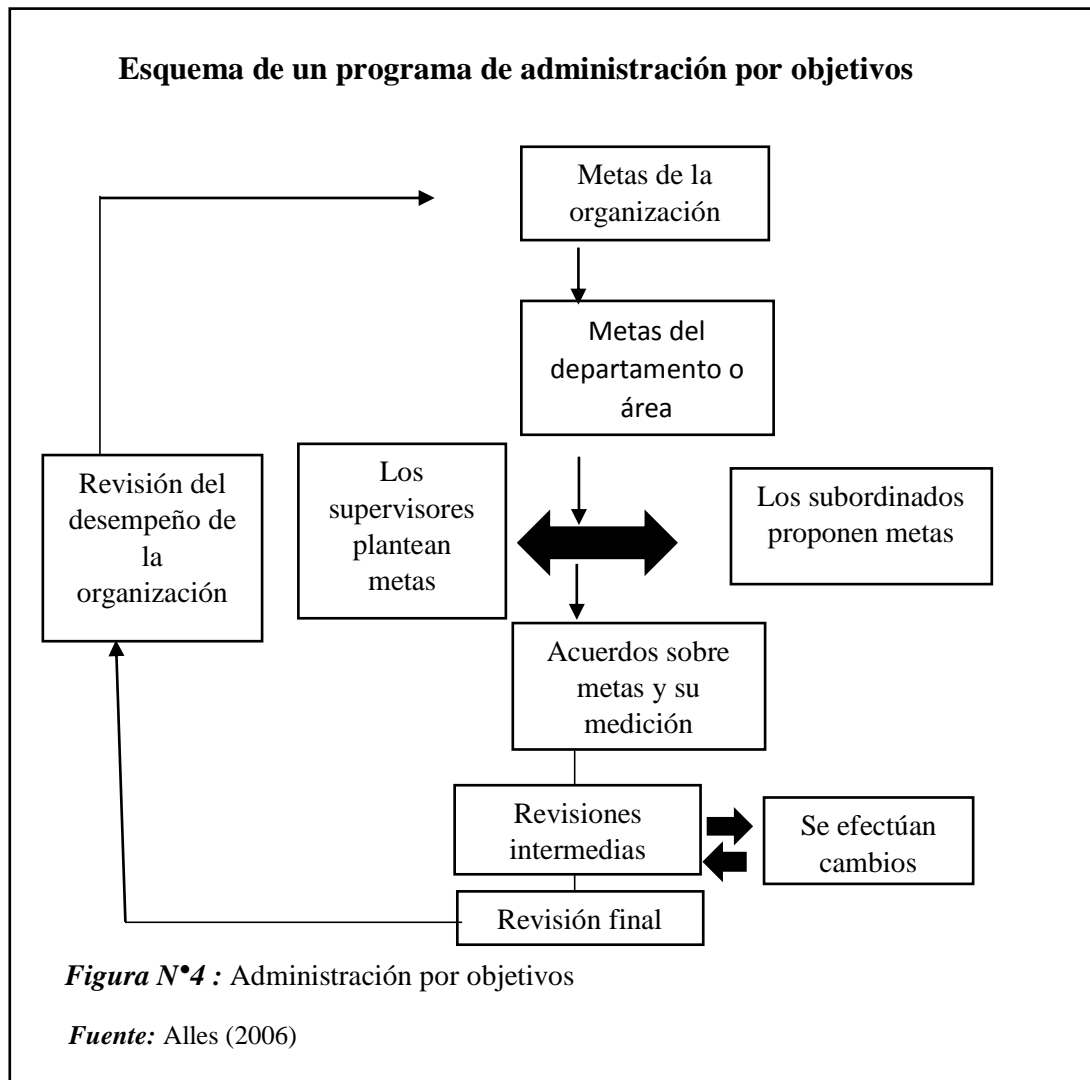 Esquema de un programa de administración por objetivos
Metas de la
organización
Metas del
departamento o
área
Los
supervisores
plantean
metas
Los subordinados
proponen metas
Revisión del
desempeño de
la
organización
Acuerdos sobre
metas y su
medición
Revisiones
intermedias
Se efectúan
cambios
Revisión final
Figura N°4 : Administración por objetivos
Fuente: Alles (2006)